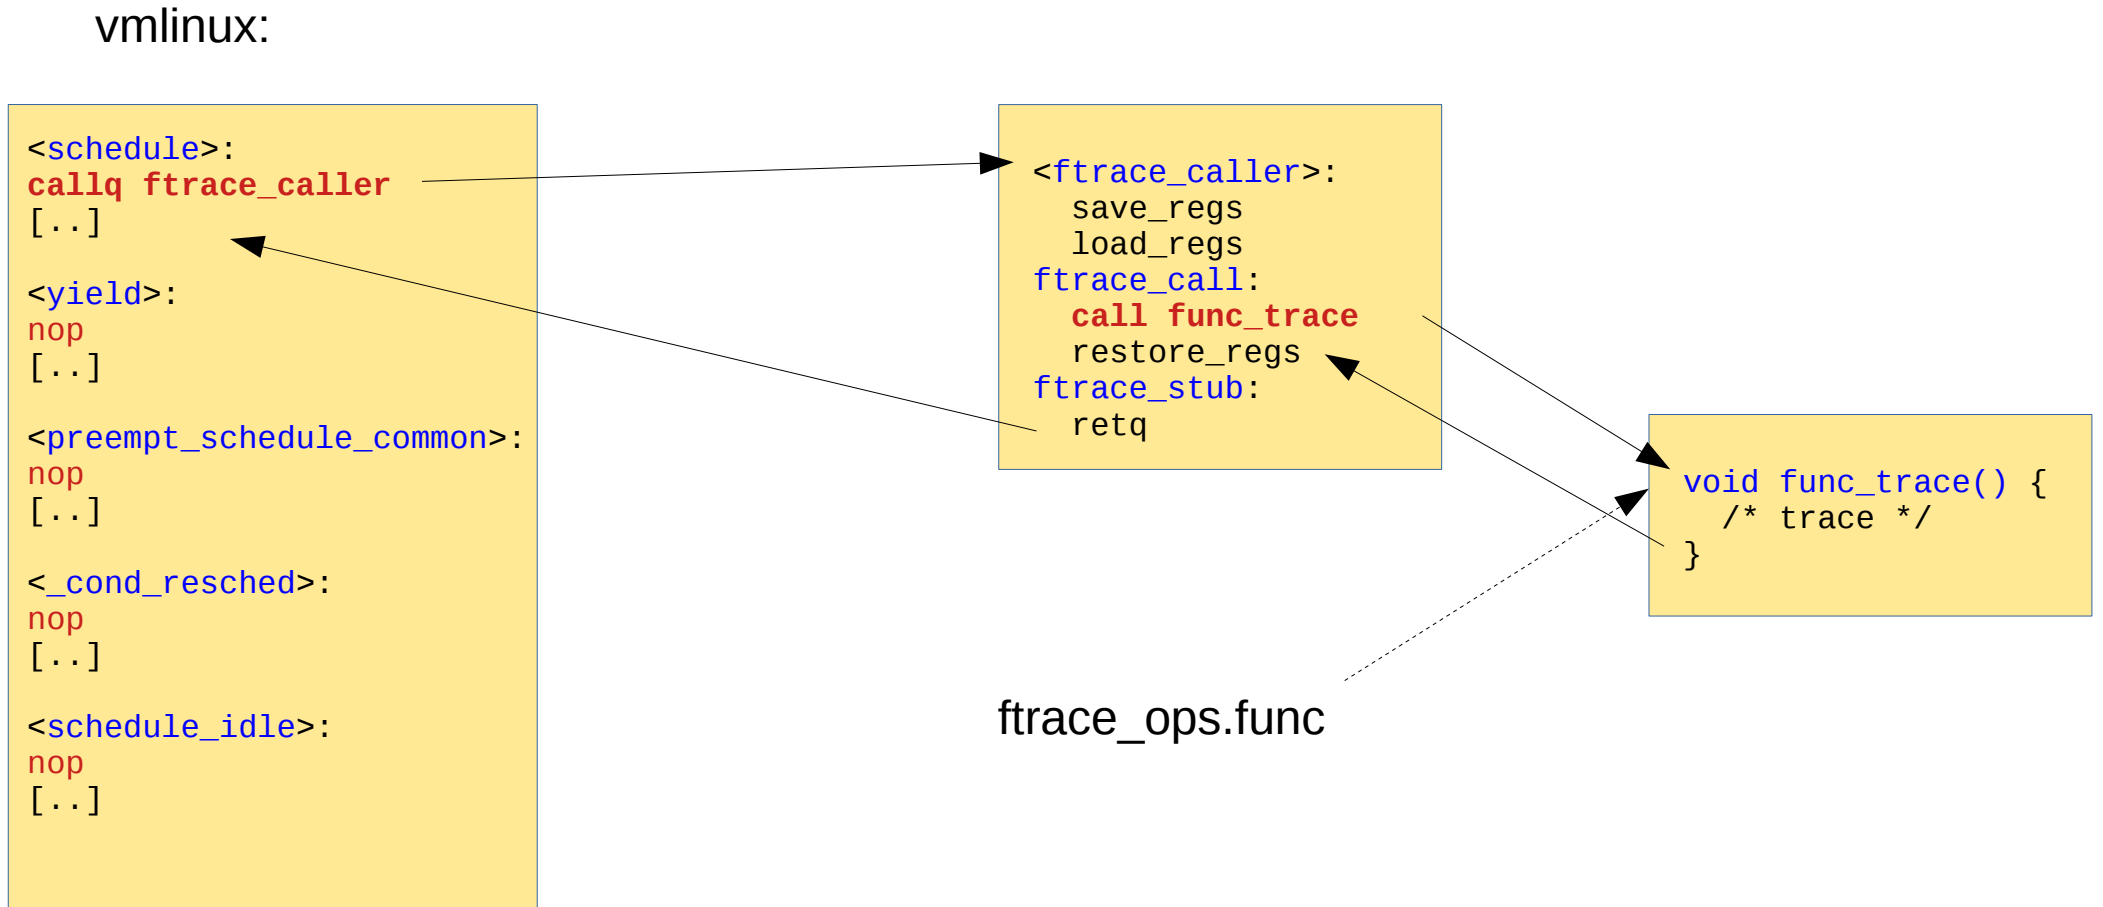 vmlinux:
<schedule>:
callq ftrace_caller
[..]
<yield>:
nop
[..]
<preempt_schedule_common>:
nop
[..]
<_cond_resched>:
nop
[..]
<schedule_idle>:
nop
[..]
<ftrace_caller>:
save_regs
load_regs
ftrace_call:
call func_trace
restore_regs
ftrace_stub:
retq
void func_trace() {
/* trace */
}
ftrace_ops.func